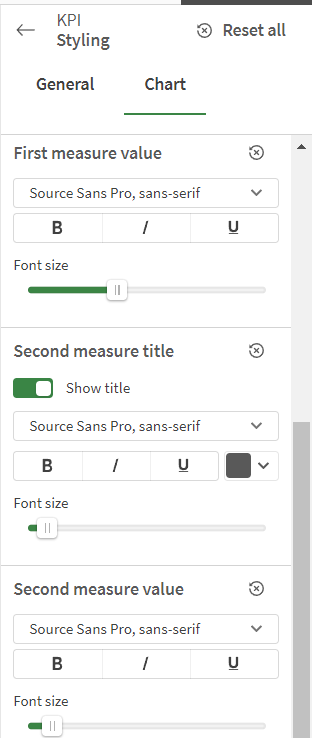 KPI
Styling
Reset all
General
Chart
First measure value
Source Sans Pro, sans-serif
B
I
U
Font size
Second measure title
Show title
Source Sans Pro, sans-serif
B
I
U
Font size
Second measure value
Source Sans Pro, sans-serif
B
I
U
Font size